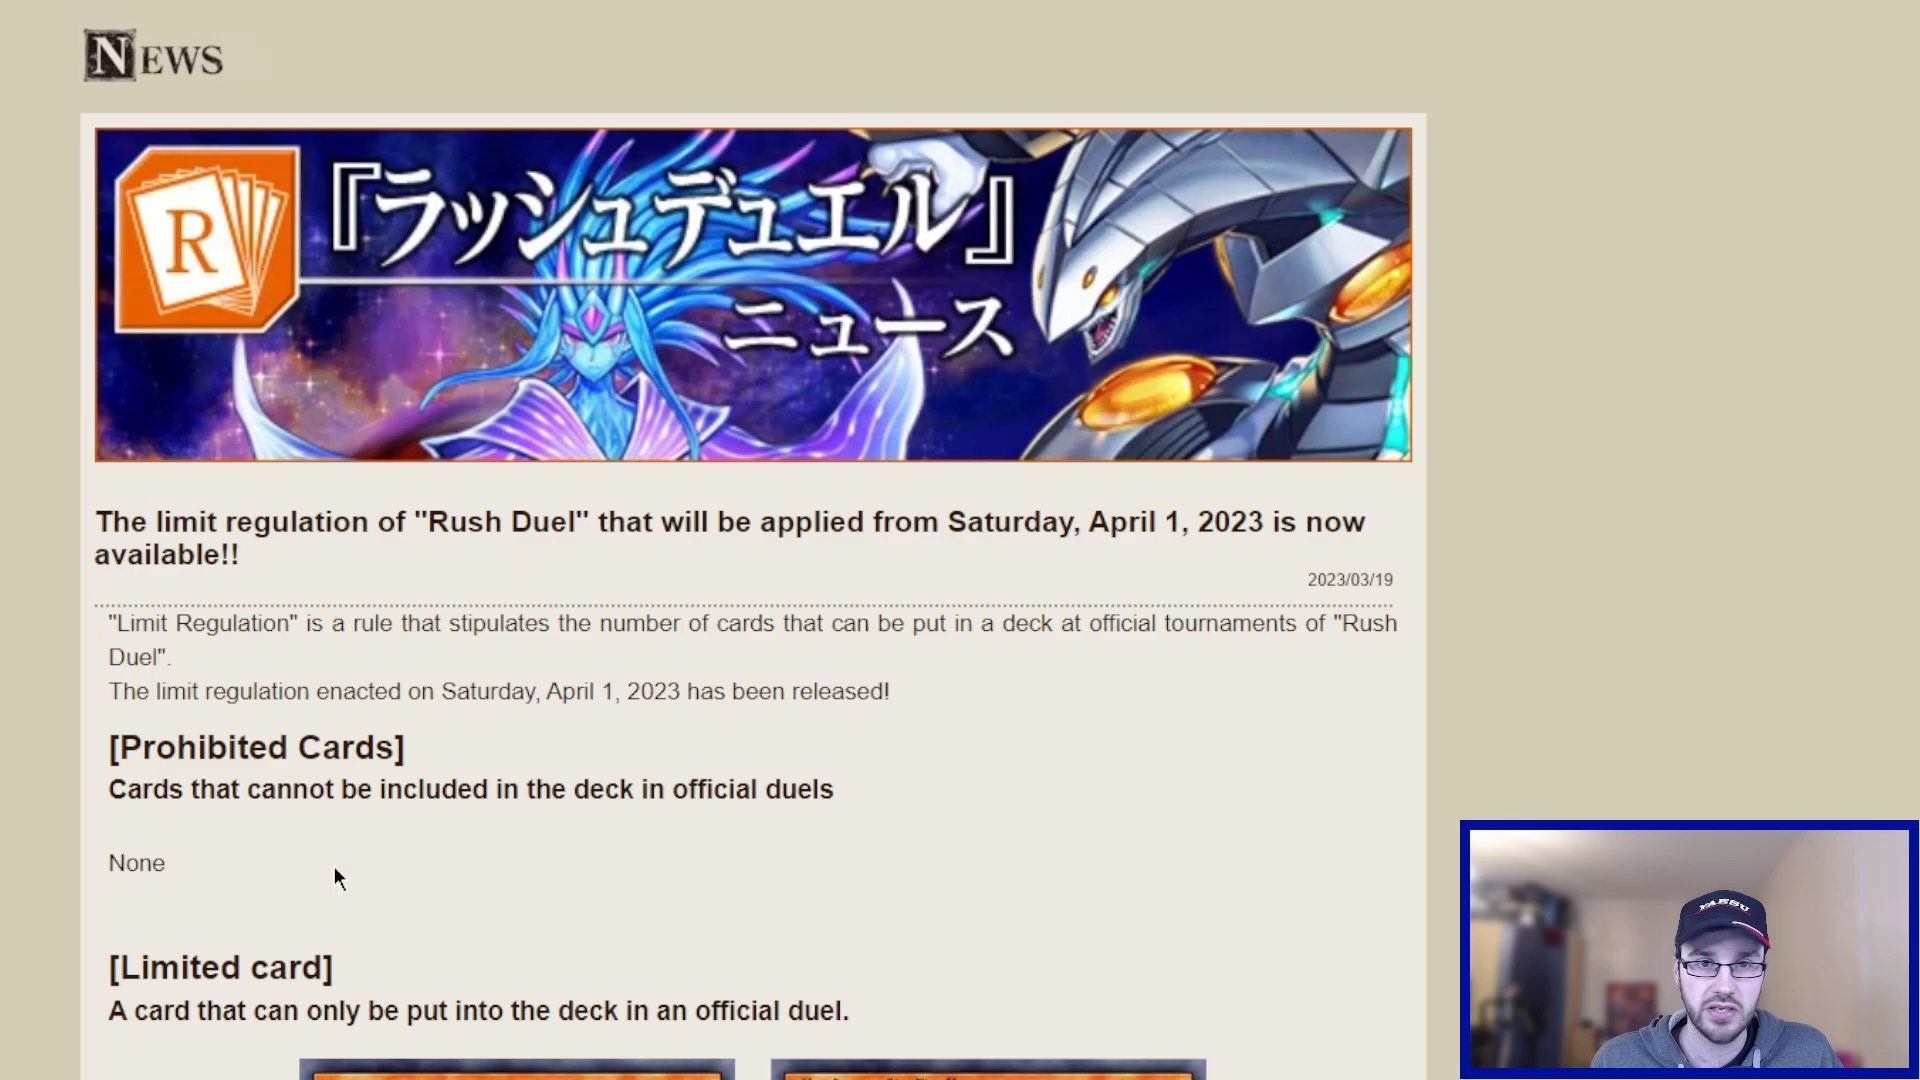 NEWS
R
『ラッシュデュエル』
ニュース
The limit regulation of "Rush Duel" that will be applied from Saturday, April 1, 2023 is now
available!!
2023/03/19
"Limit Regulation" is a rule that stipulates the number of cards that can be put in a deck at official tournaments of "Rush
Duel".
The limit regulation enacted on Saturday, April 1, 2023 has been released!
[Prohibited Cards]
Cards that cannot be included in the deck in official duels
None
[Limited card]
A card that can only be put into the deck in an official duel.